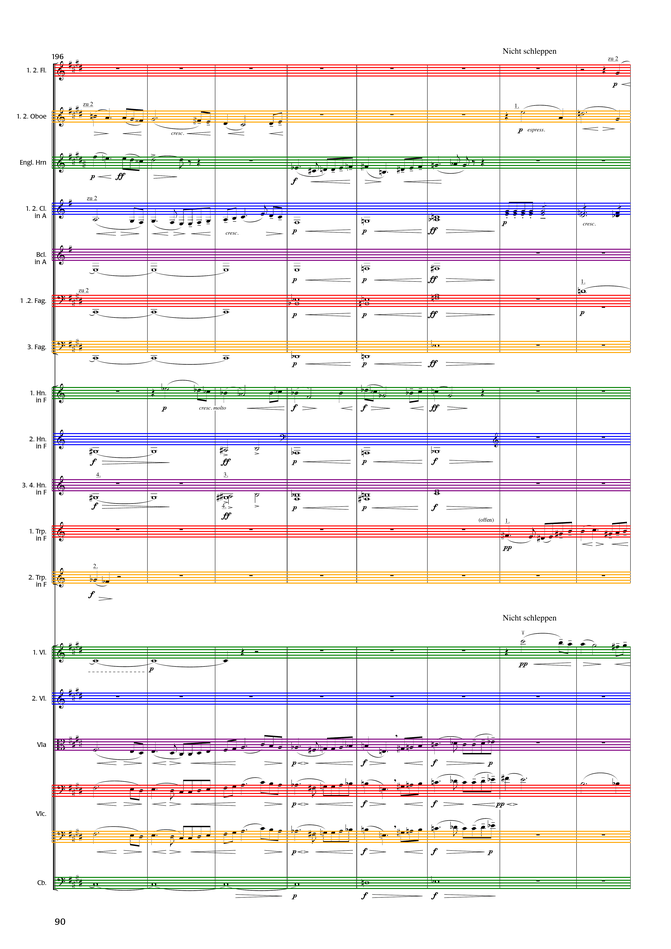 Nicht schleppen
196
zu 2
1. 2. Fl.
p
zu 2
1.
1. 2. Oboe
cresc.
p espress.
Engl. Hrn
p ff
f
zu 2
1. 2. Cl.
in A
cresc.
p p ff
p
cresc.
Bcl.
in A
p p ff
zu 2
1.
1 .2. Fag.
p p ff
p
3. Fag.
p p ff
1. Hn.
in F
p cresc. molto f f ff
2. Hn.
in F
f ff p p f
4. 3.
3. 4. Hn.
in F
f
4.
ff
p p f
(offen) 1.
1. Trp.
in F
pp
2.
2. Trp.
in F
f
Nicht schleppen
1. Vl.
p
pp
2. Vl.
Vla
p f f p
Vlc.
p f f pp
p f f p
Cb.
p f f
90